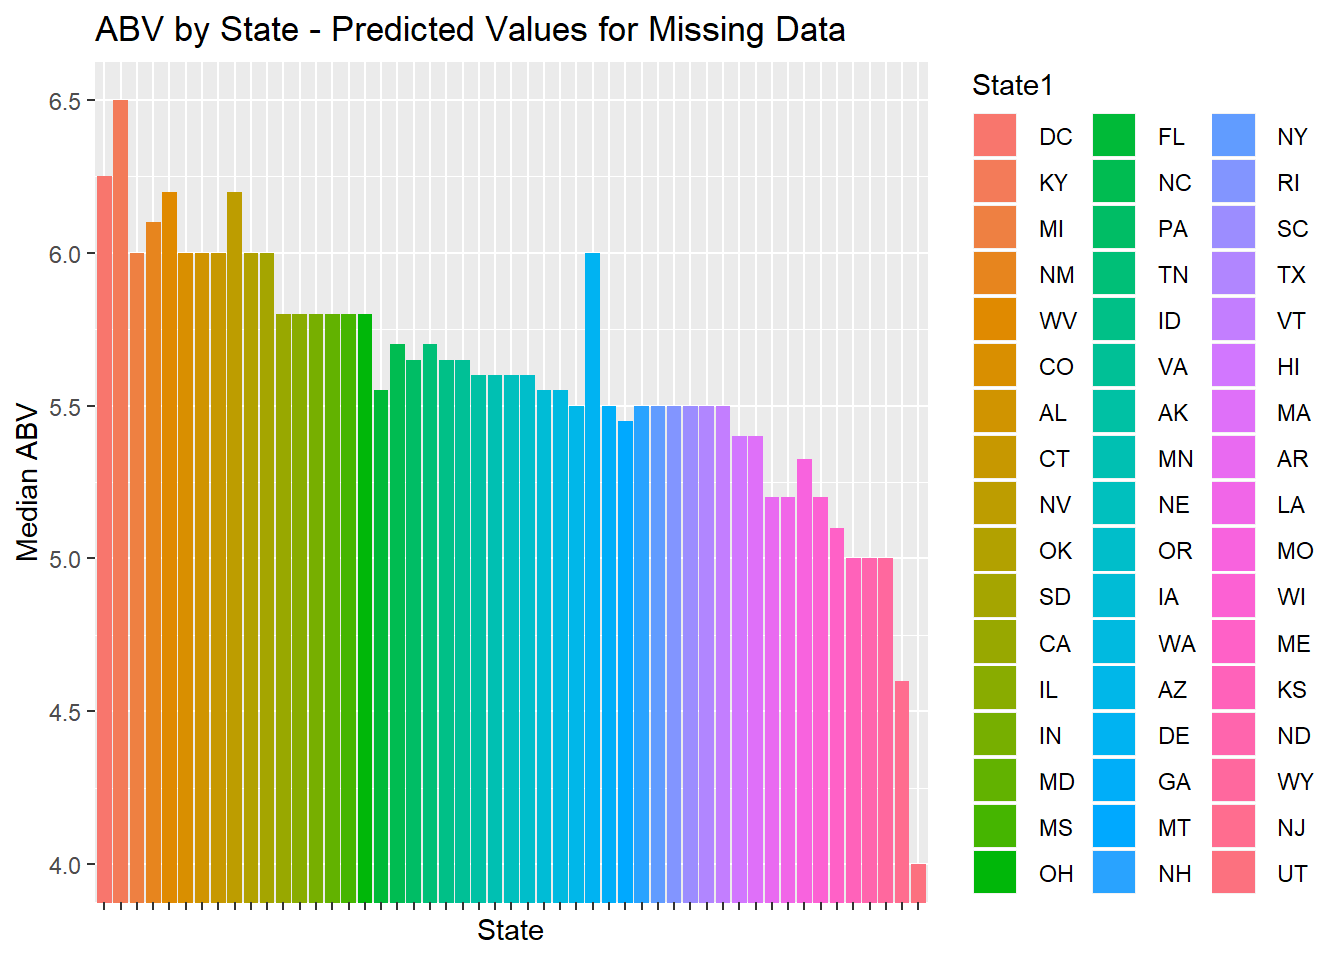 ABV by State - Predicted Values for Missing Data
Median ABV
6.5
6.0
5.5
5.0
4.5
4.0
State
State1
DC
KY
MI
NM
WV
CO
AL
CT
NV
OK
SD
CA
IL
IN
MD
MS
OH
FL
NC
PA
TN
ID
VA
AK
MN
NE
OR
IA
WA
AZ
DE
GA
MT
NH
NY
RI
SC
TX
VT
HI
MA
AR
LA
MO
WI
ME
KS
ND
WY
NJ
UT